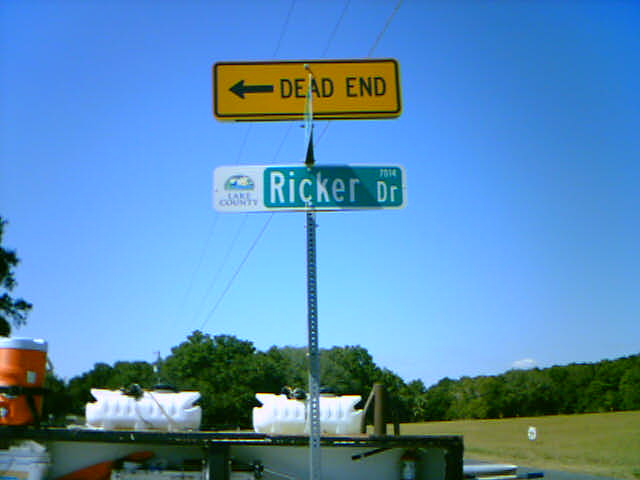 DEAD END
LAKE
COUNTY
Ricker Dr
7014